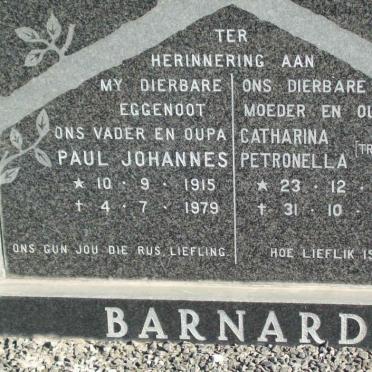 TER
HERINNERING AAN
MY DIERBARE
EGGENOOT
ONS VADER EN OUPA
PAUL JOHANNES
★ 10 · 9 · 1915
† 4 · 7 · 1979
ONS GUN JOU DIE RUS, LIEFLING.
ONS DIERBARE
MOEDER EN OU
CATHARINA
PETRONELLA [TR
★ 23 · 12 ·
† 31 · 10 ·
HOE LIEFLIK IS
BARNARD